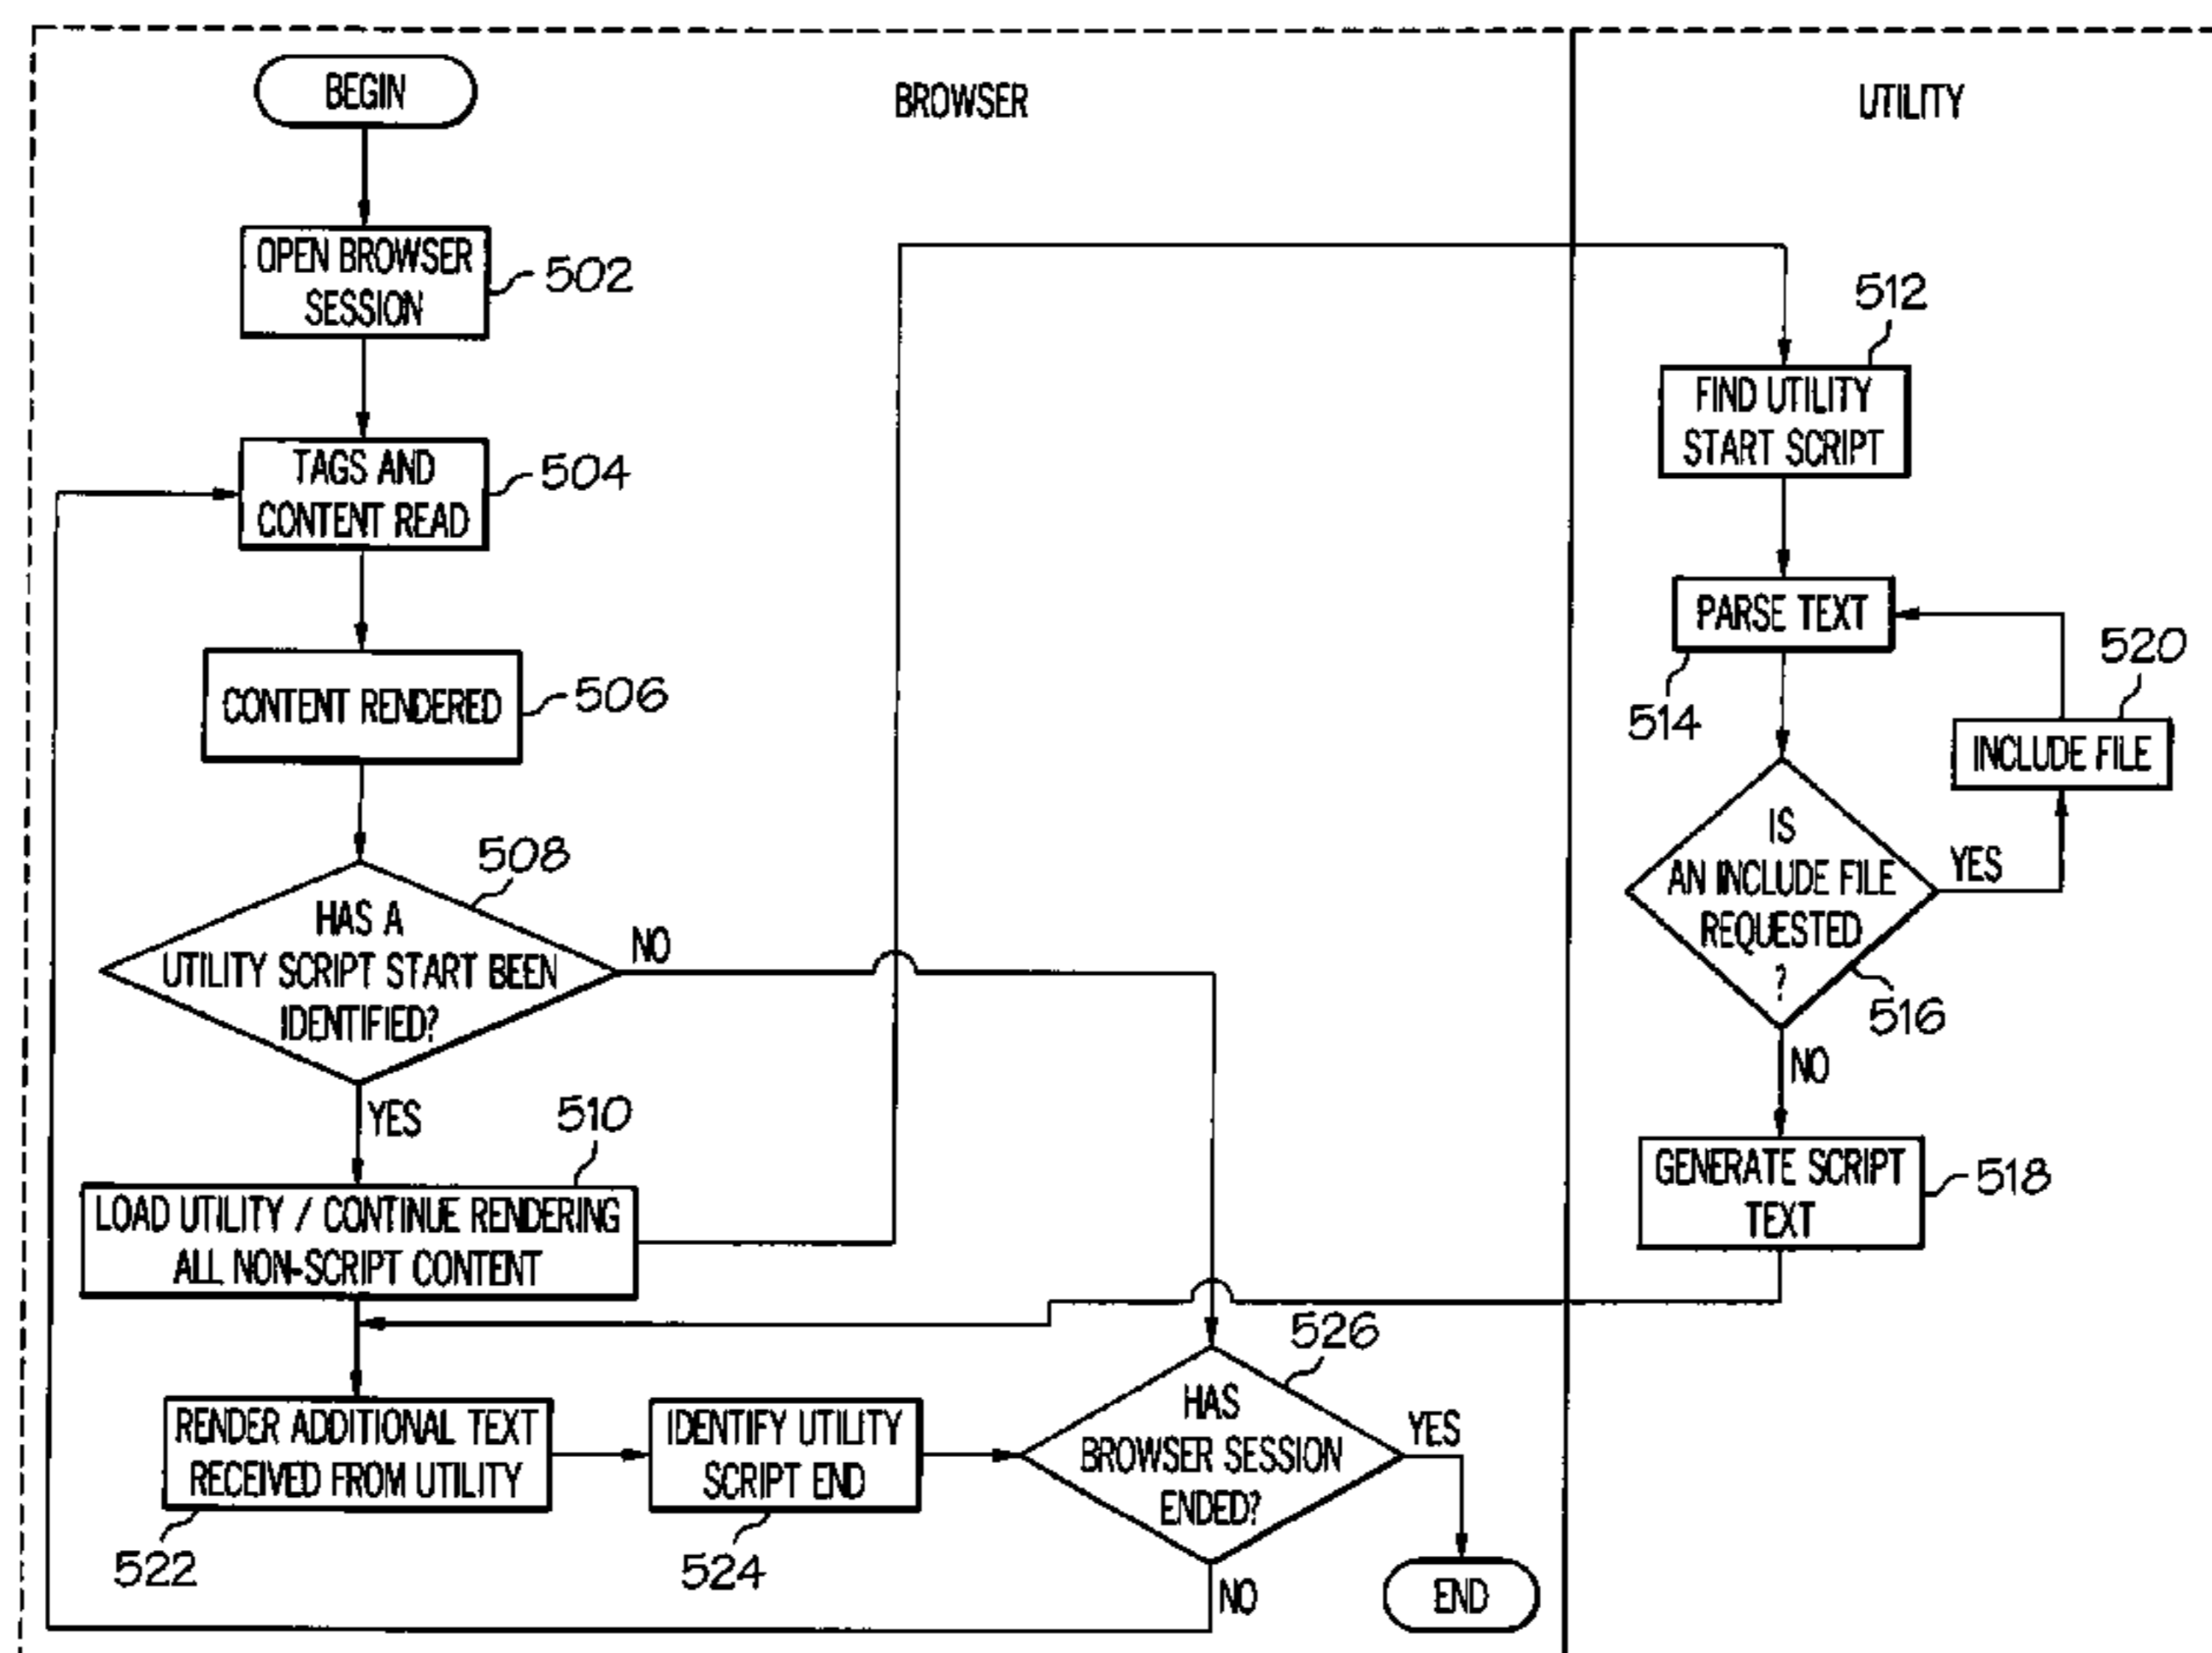 BEGIN
BROWSER
UTILITY
OPEN BROWSER
SESSION
502
512
FIND UTILITY
START SCRIPT
TAGS AND
CONTENT READ
504
PARSE TEXT
514
520
INCLUDE FILE
CONTENT RENDERED
506
IS
AN INCLUDE FILE
REQUESTED
?
YES
516
NO
508
HAS A
UTILITY SCRIPT START BEEN
IDENTIFIED?
NO
YES
510
LOAD UTILITY / CONTINUE RENDERING
ALL NON-SCRIPT CONTENT
GENERATE SCRIPT
TEXT
518
526
RENDER ADDITIONAL TEXT
RECEIVED FROM UTILITY
522
IDENTIFY UTILITY
SCRIPT END
524
HAS
BROWSER SESSION
ENDED?
YES
NO
END